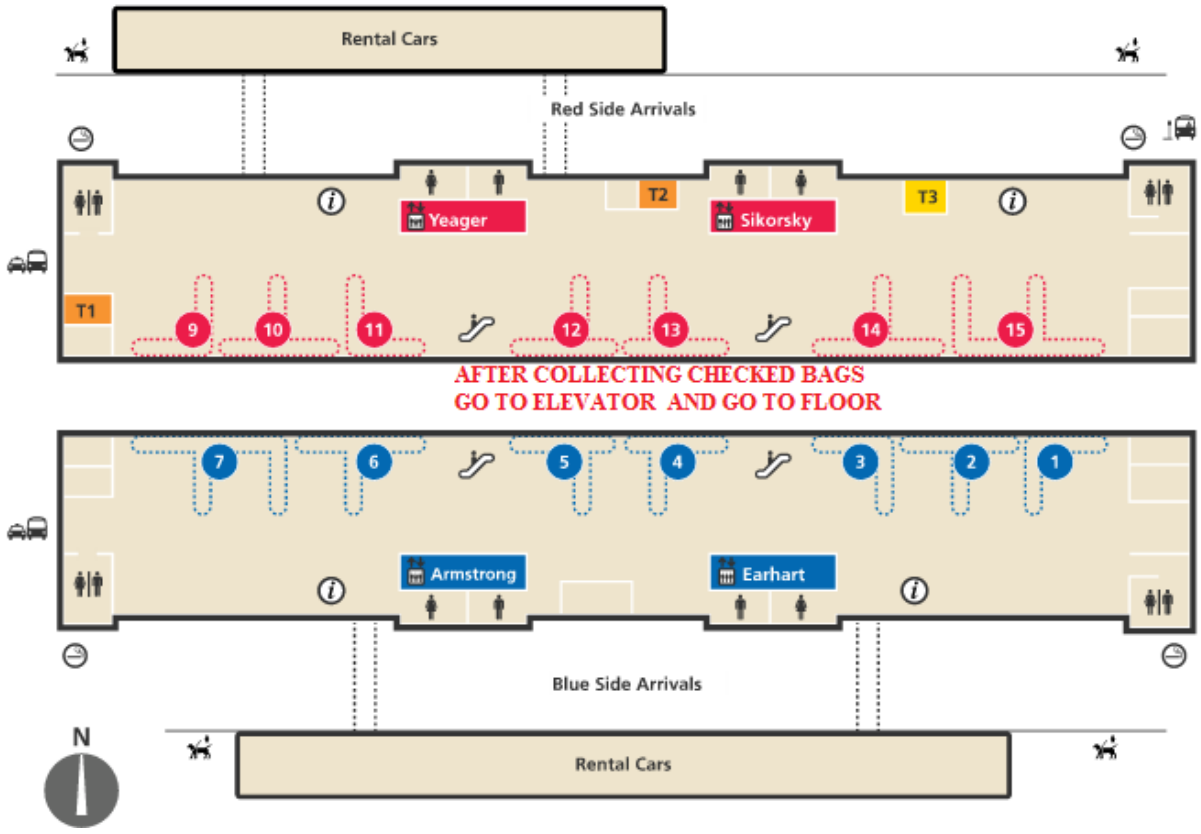 Rental Cars
Red Side Arrivals
Yeager
T2
Sikorsky
T3
T1
9
10
11
12
13
14
15
AFTER COLLECTING CHECKED BAGS
GO TO ELEVATOR AND GO TO FLOOR
7
6
5
4
3
2
1
Armstrong
Earhart
Blue Side Arrivals
N
Rental Cars